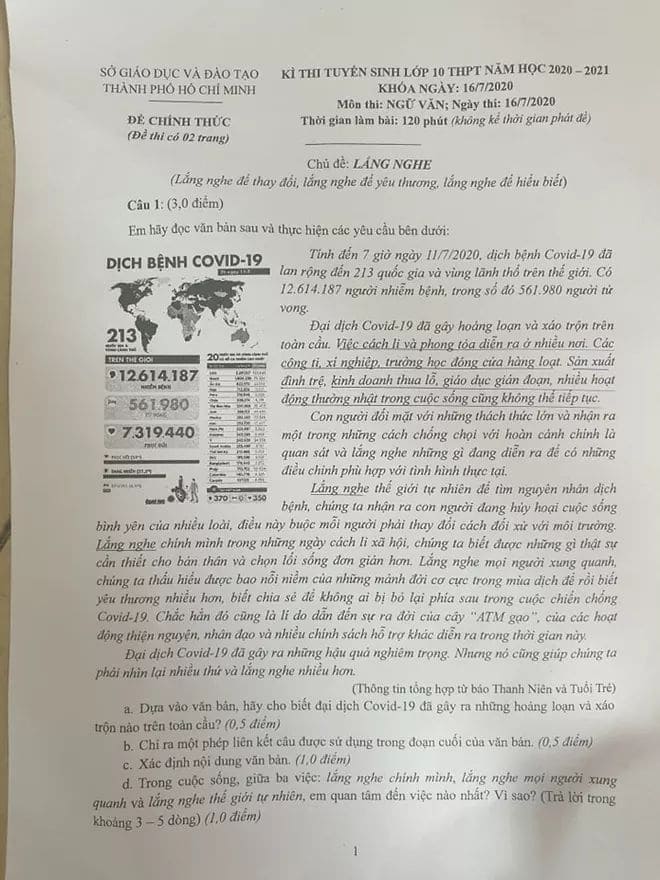 SỞ GIÁO DỤC VÀ ĐÀO TẠO
THÀNH PHỐ HỒ CHÍ MINH
ĐỀ CHÍNH THỨC
(Đề thi có 02 trang)
KÌ THI TUYỂN SINH LỚP 10 THPT NĂM HỌC 2020 – 2021
KHÓA NGÀY: 16/7/2020
Môn thi: NGỮ VĂN; Ngày thi: 16/7/2020
Thời gian làm bài: 120 phút (không kể thời gian phát đề)
Chủ đề: LẮNG NGHE
(Lắng nghe để thay đổi, lắng nghe để yêu thương, lắng nghe để hiểu biết)
Câu 1: (3,0 điểm)
Em hãy đọc văn bản sau và thực hiện các yêu cầu bên dưới:
DỊCH BỆNH COVID-19
213
TRÊN THẾ GIỚI
12.614.187
NHIỄM BỆNH
561.980
7.319.440
20
370
350
Tính đến 7 giờ ngày 11/7/2020, dịch bệnh Covid-19 đã
lan rộng đến 213 quốc gia và vùng lãnh thổ trên thế giới. Có
12.614.187 người nhiễm bệnh, trong số đó 561.980 người tử
vong.
Đại dịch Covid-19 đã gây hoảng loạn và xáo trộn trên
toàn cầu. Việc cách li và phong tỏa diễn ra ở nhiều nơi. Các
công ti, xí nghiệp, trường học đóng cửa hàng loạt. Sản xuất
đình trệ, kinh doanh thua lỗ, giáo dục gián đoạn, nhiều hoạt
động thường nhật trong cuộc sống cũng không thể tiếp tục.
Con người đối mặt với những thách thức lớn và nhận ra
một trong những cách chống chọi với hoàn cảnh chính là
quan sát và lắng nghe những gì đang diễn ra để có những
điều chỉnh phù hợp với tình hình thực tại.
Lắng nghe thế giới tự nhiên để tìm nguyên nhân dịch
bệnh, chúng ta nhận ra con người đang hủy hoại cuộc sống
bình yên của nhiều loài, điều này buộc mỗi người phải thay đổi cách đối xử với môi trường.
Lắng nghe chính mình trong những ngày cách li xã hội, chúng ta biết được những gì thật sự
cần thiết cho bản thân và chọn lối sống đơn giản hơn. Lắng nghe mọi người xung quanh,
chúng ta thấu hiểu được bao nỗi niềm của những mảnh đời cơ cực trong mùa dịch để rồi biết
yêu thương nhiều hơn, biết chia sẻ để không ai bị bỏ lại phía sau trong cuộc chiến chống
Covid-19. Chắc hẳn đó cũng là lí do dẫn đến sự ra đời của cây "ATM gạo", của các hoạt
động thiện nguyện, nhân đạo và nhiều chính sách hỗ trợ khác diễn ra trong thời gian này.
Đại dịch Covid-19 đã gây ra những hậu quả nghiêm trọng. Nhưng nó cũng giúp chúng ta
phải nhìn lại nhiều thứ và lắng nghe nhiều hơn.
(Thông tin tổng hợp từ báo Thanh Niên và Tuổi Trẻ)
a. Dựa vào văn bản, hãy cho biết đại dịch Covid-19 đã gây ra những hoảng loạn và xáo
trộn nào trên toàn cầu? (0,5 điểm)
b. Chỉ ra một phép liên kết câu được sử dụng trong đoạn cuối của văn bản. (0,5 điểm)
c. Xác định nội dung văn bản. (1,0 điểm)
d. Trong cuộc sống, giữa ba việc: lắng nghe chính mình, lắng nghe mọi người xung
quanh và lắng nghe thế giới tự nhiên, em quan tâm đến việc nào nhất? Vì sao? (Trả lời trong
khoảng 3 – 5 dòng) (1,0 điểm)
1